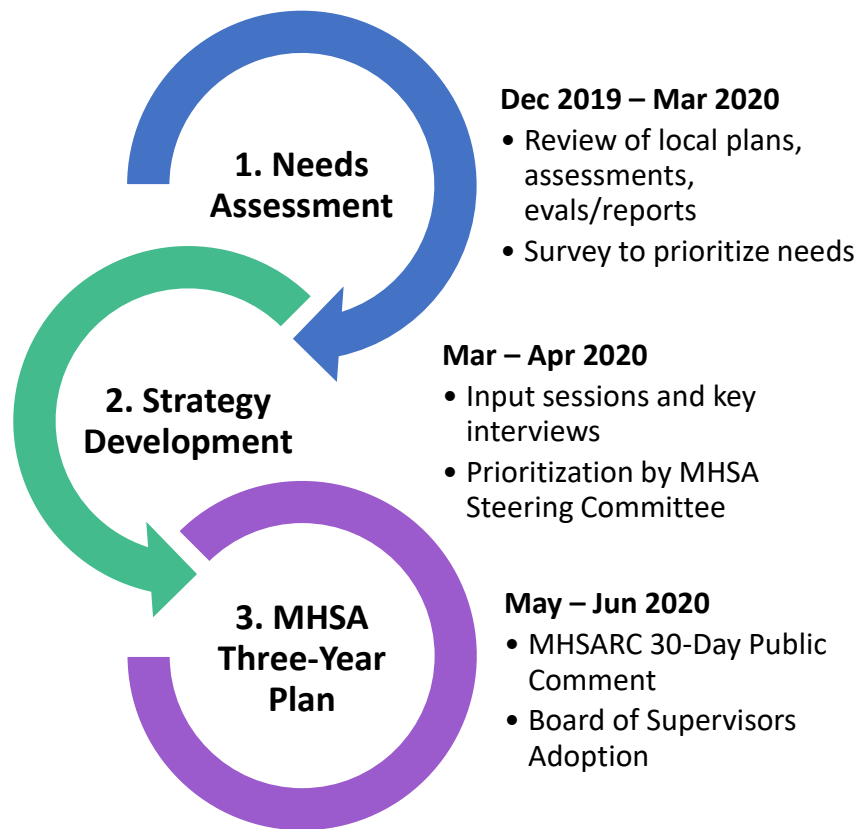 1. Needs
Assessment
Dec 2019 – Mar 2020
• Review of local plans,
assessments,
evals/reports
• Survey to prioritize needs
2. Strategy
Development
Mar – Apr 2020
• Input sessions and key
interviews
• Prioritization by MHSA
Steering Committee
3. MHSA
Three-Year
Plan
May – Jun 2020
• MHSARC 30-Day Public
Comment
• Board of Supervisors
Adoption